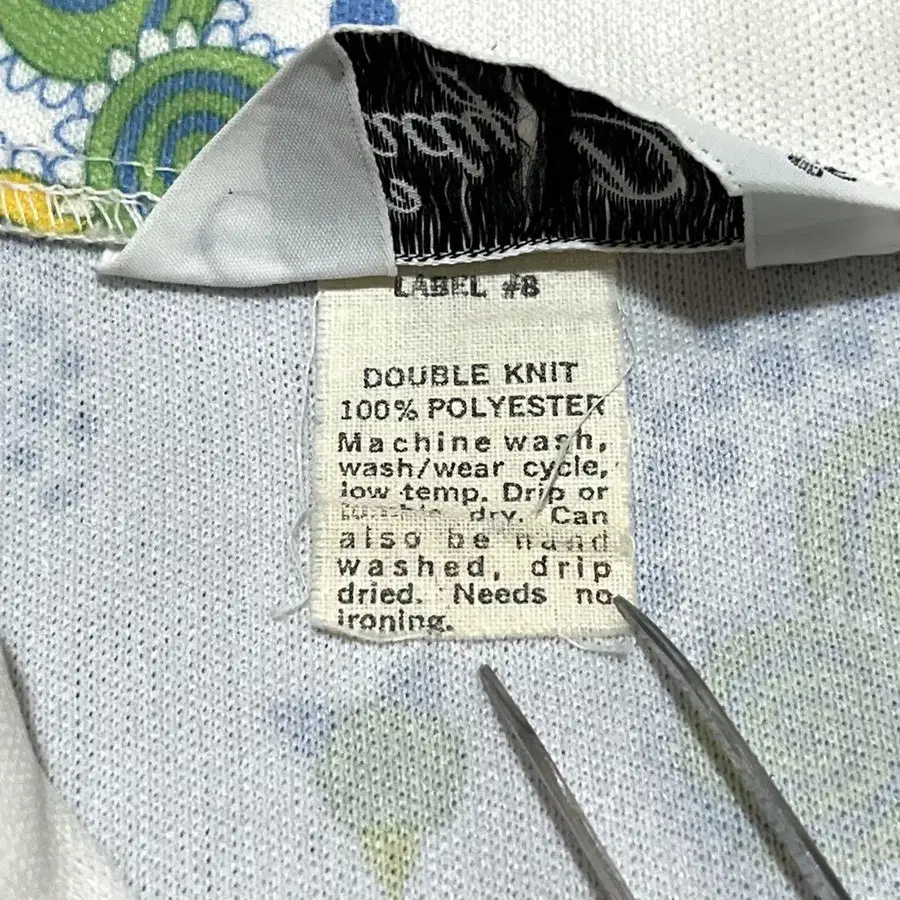 LABEL #8
DOUBLE KNIT
100% POLYESTER
Machine wash,
wash/wear cycle,
low temp. Drip or
tumble dry. Can
also be hand
washed, drip
dried. Needs no
ironing.